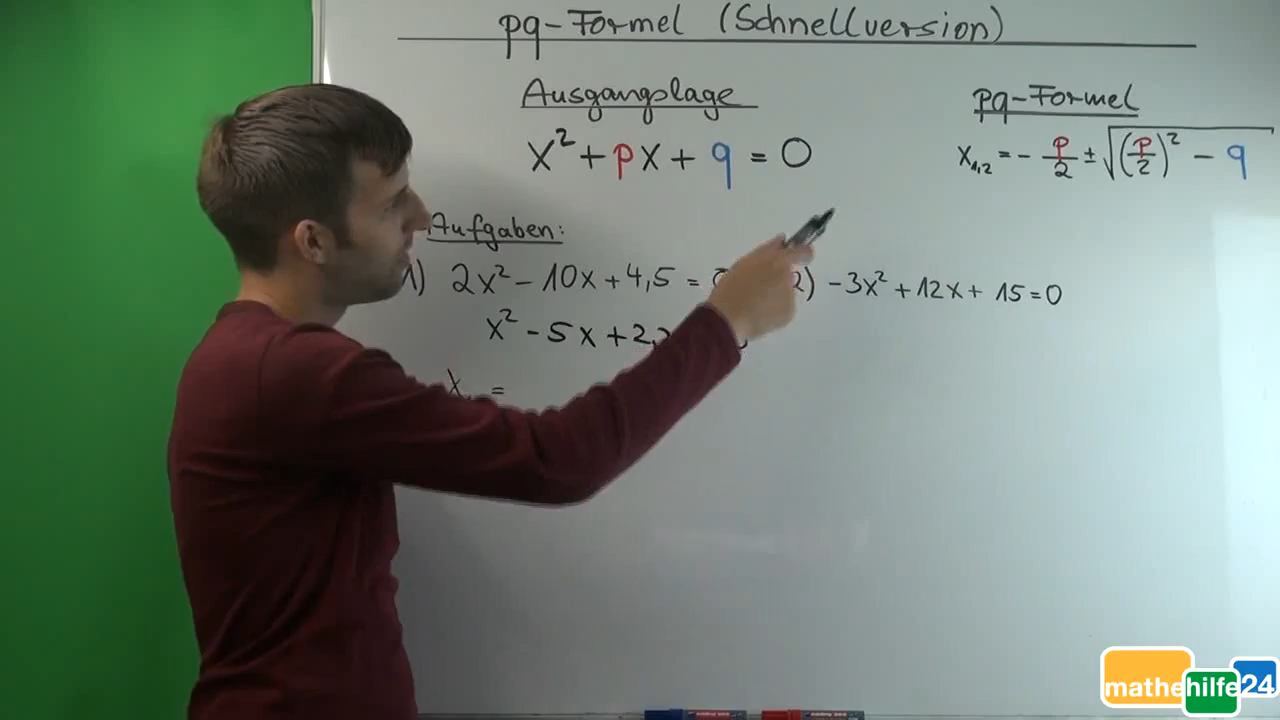 pq-Formel (Schnellversion)
Ausgangslage
x² + px + q = 0
pq-Formel
x₁,₂ = - p/2 ± √((p/2)² - q)
Aufgaben:
1) 2x² - 10x + 4,5 =
2) - 3x² + 12x + 15 = 0
x² - 5x + 2,
x =
mathehilfe24